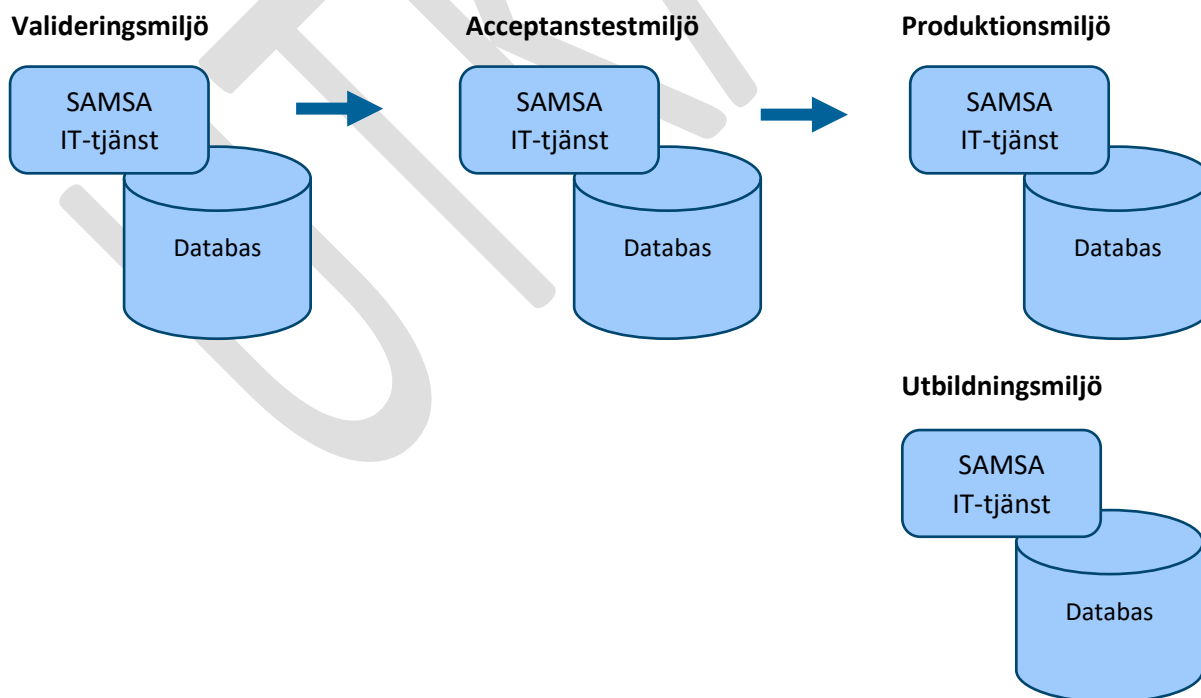 Valideringsmiljö
Acceptanstestmiljö
Produktionsmiljö
SAMSA
IT-tjänst
Databas
SAMSA
IT-tjänst
Databas
SAMSA
IT-tjänst
Databas
Utbildningsmiljö
SAMSA
IT-tjänst
Databas